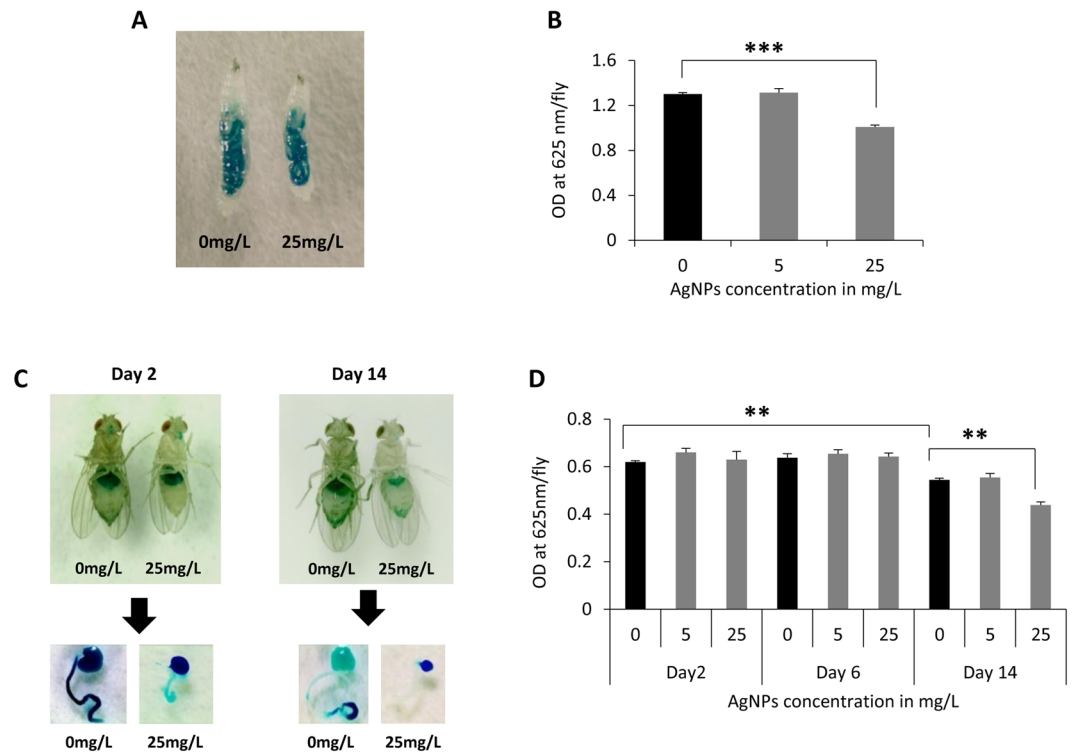 A
0mg/L 25mg/L
B
***
OD at 625 nm/fly
1.6
1.2
0.8
0.4
0
0 5 25
AgNPs concentration in mg/L
C
Day 2 Day 14
0mg/L 25mg/L 0mg/L 25mg/L
0mg/L 25mg/L 0mg/L 25mg/L
D
**
**
OD at 625nm/fly
0.8
0.6
0.4
0.2
0
0 5 25 0 5 25 0 5 25
Day2 Day 6 Day 14
AgNPs concentration in mg/L